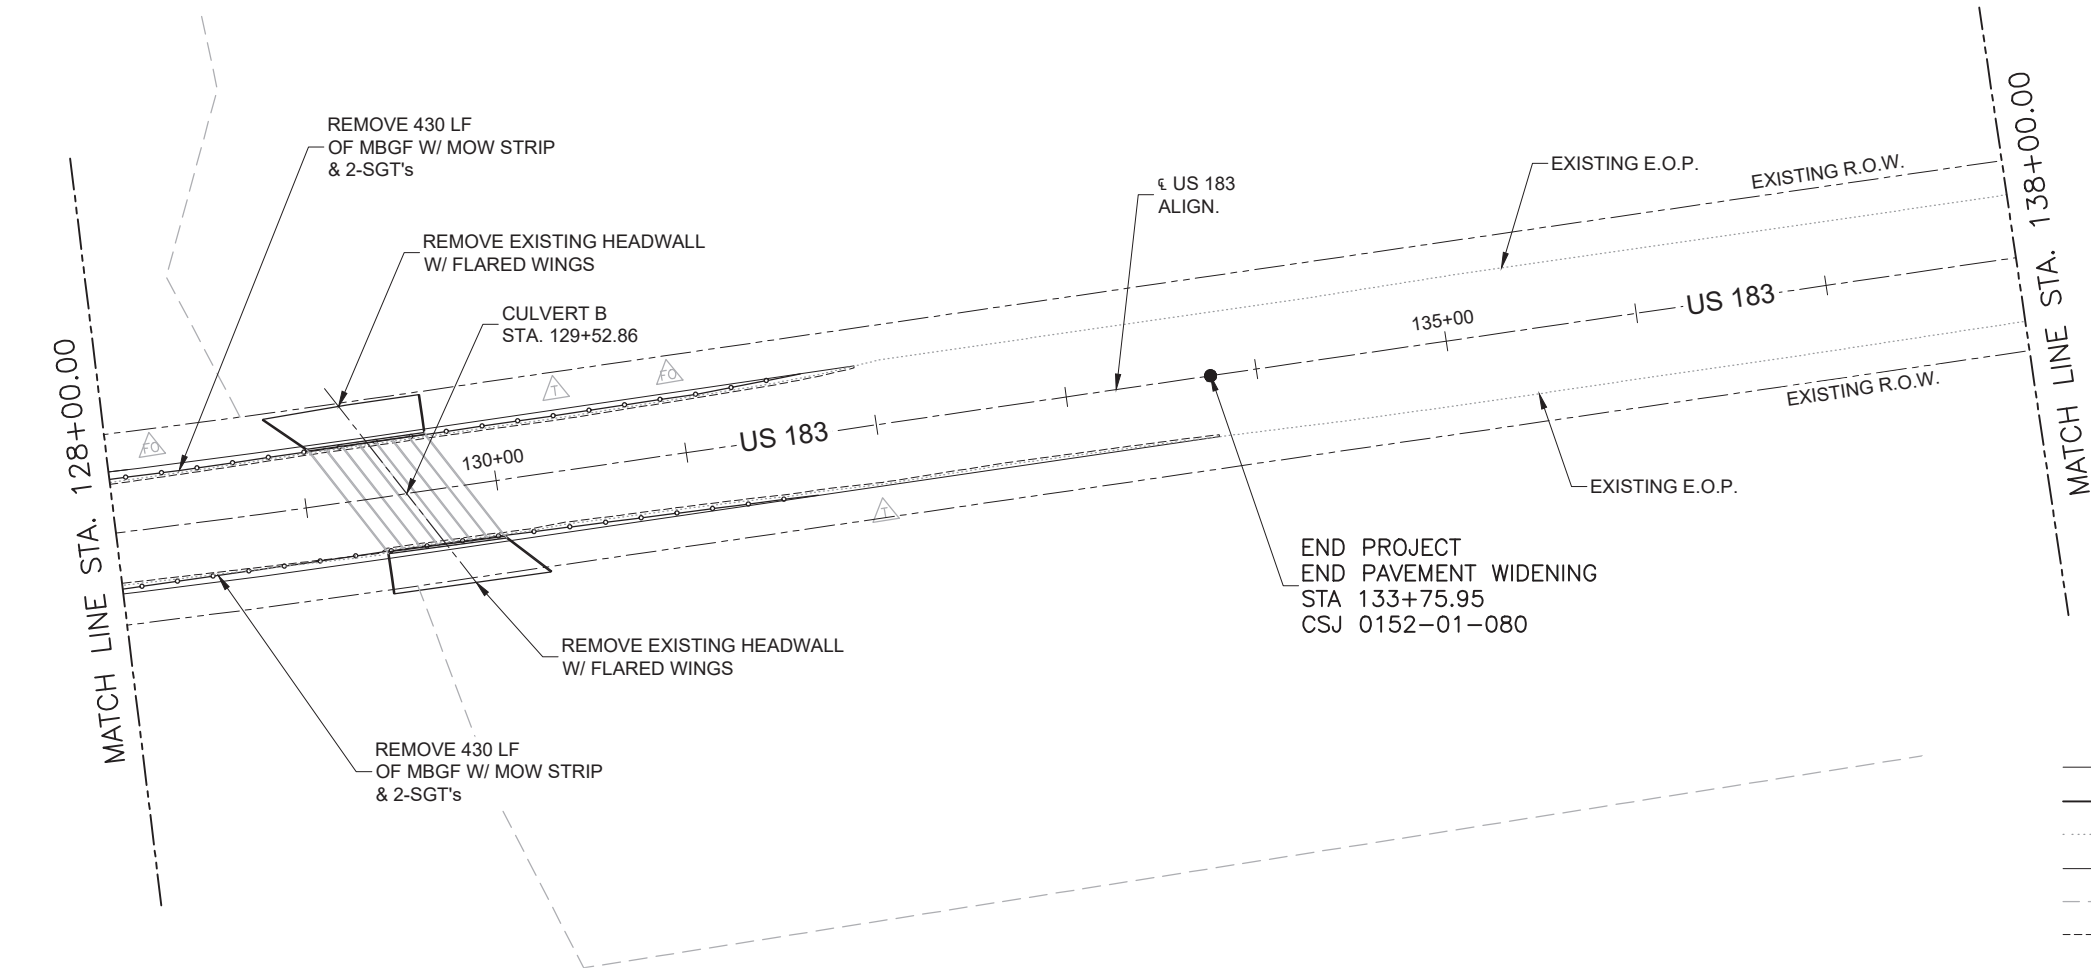 REMOVE 430 LF
OF MBGF W/ MOW STRIP
& 2-SGT's
REMOVE EXISTING HEADWALL
W/ FLARED WINGS
CULVERT B
STA. 129+52.86
℄ US 183
ALIGN.
EXISTING E.O.P.
EXISTING R.O.W.
MATCH LINE STA. 138+00.00
MATCH LINE STA. 128+00.00
FO
T
FO
130+00
US 183
135+00
US 183
EXISTING R.O.W.
T
EXISTING E.O.P.
END PROJECT
END PAVEMENT WIDENING
STA 133+75.95
CSJ 0152-01-080
REMOVE EXISTING HEADWALL
W/ FLARED WINGS
REMOVE 430 LF
OF MBGF W/ MOW STRIP
& 2-SGT's